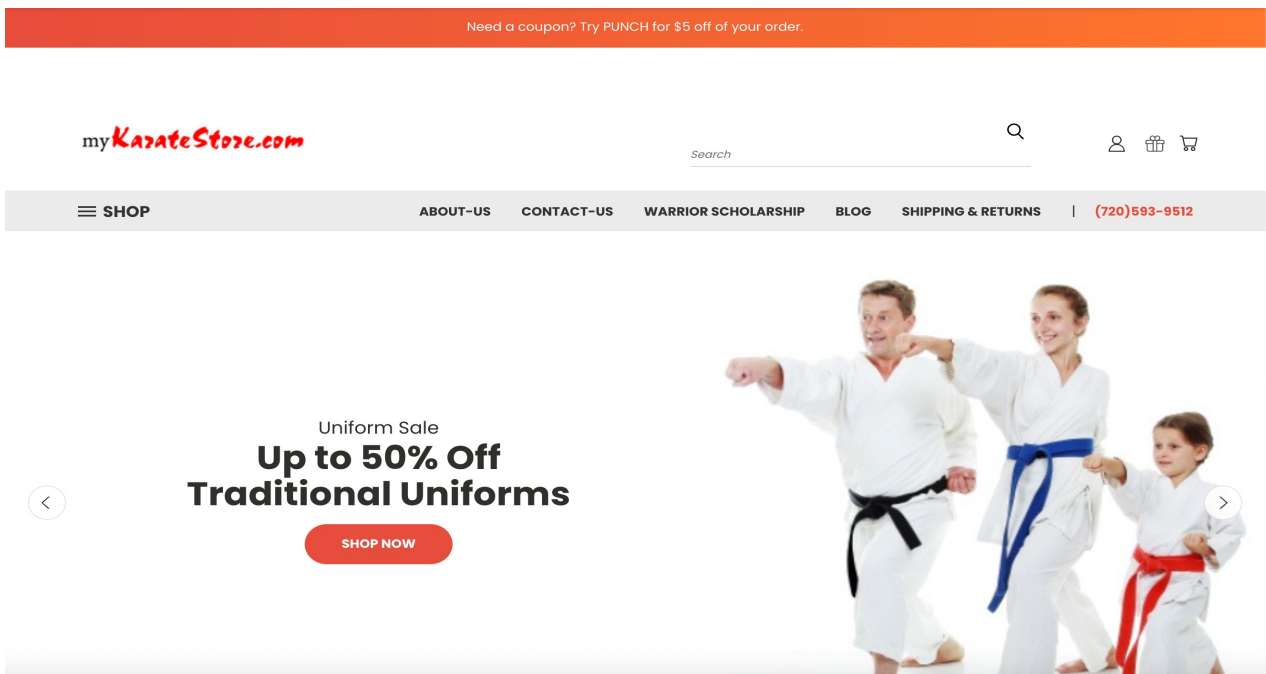 Need a coupon? Try PUNCH for $5 off of your order.
myKarateStore.com
Search
SHOP
ABOUT-US CONTACT-US WARRIOR SCHOLARSHIP BLOG SHIPPING & RETURNS | (720)593-9512
Uniform Sale
Up to 50% Off
Traditional Uniforms
SHOP NOW